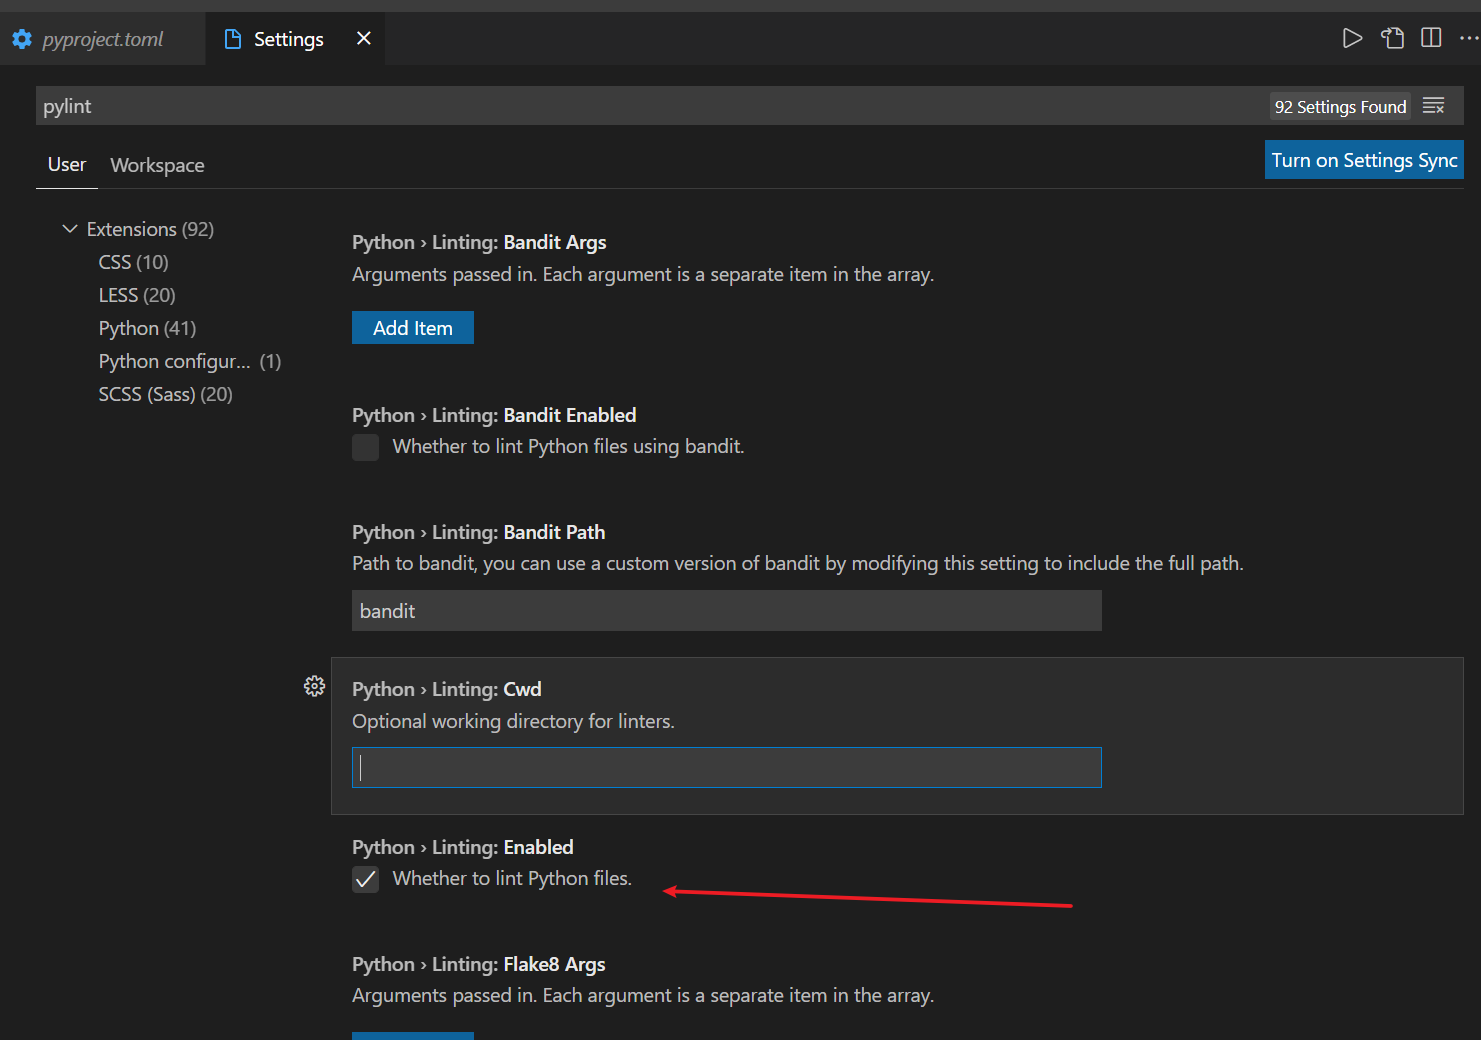 pyproject.toml
Settings
pylint
92 Settings Found
User
Workspace
Turn on Settings Sync
Extensions (92)
CSS (10)
LESS (20)
Python (41)
Python configur... (1)
SCSS (Sass) (20)
Python › Linting: Bandit Args
Arguments passed in. Each argument is a separate item in the array.
Add Item
Python › Linting: Bandit Enabled
Whether to lint Python files using bandit.
Python › Linting: Bandit Path
Path to bandit, you can use a custom version of bandit by modifying this setting to include the full path.
bandit
Python › Linting: Cwd
Optional working directory for linters.
Python › Linting: Enabled
Whether to lint Python files.
Python › Linting: Flake8 Args
Arguments passed in. Each argument is a separate item in the array.